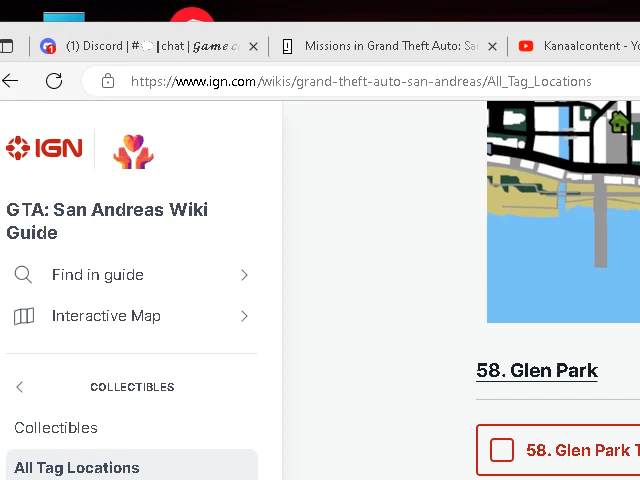 (1) Discord | #💭|chat | 𝓖𝓪𝓶𝓮 𝓬
Missions in Grand Theft Auto: Sa
Kanaalcontent - Yo
https://www.ign.com/wikis/grand-theft-auto-san-andreas/All_Tag_Locations
IGN
GTA: San Andreas Wiki
Guide
Find in guide
Interactive Map
COLLECTIBLES
Collectibles
All Tag Locations
58. Glen Park
58. Glen Park T